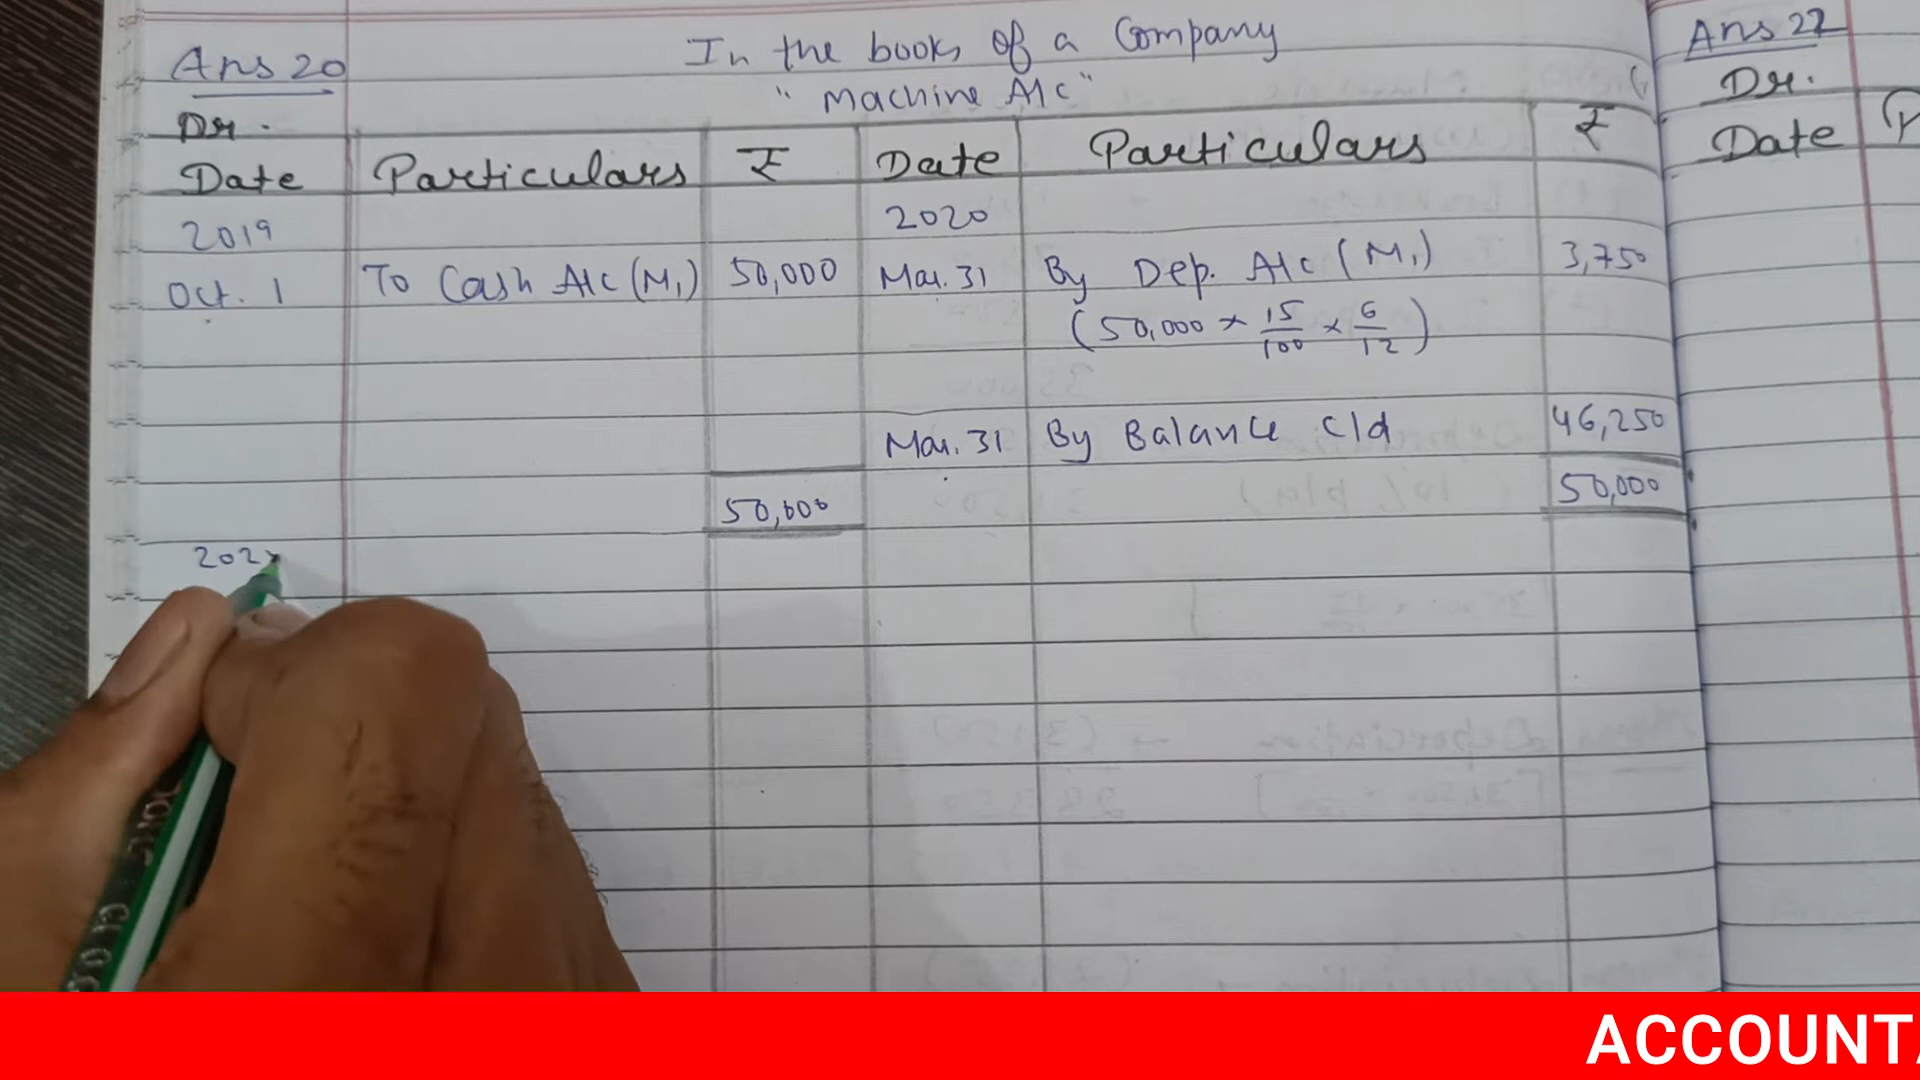 Ans 20
In the books of a Company
Ans 22
"Machine A/c"
Dr.
Dr.
Date Particulars ₹ Date Particulars ₹
Date
2019 2020
Oct. 1 To Cash A/c (M1) 50,000 Mar. 31 By Dep. A/c (M1) 3,750
(50,000 × 15/100 × 6/12)
Mar. 31 By Balance c/d 46,250
50,000 50,000
202
ACCOUNTA